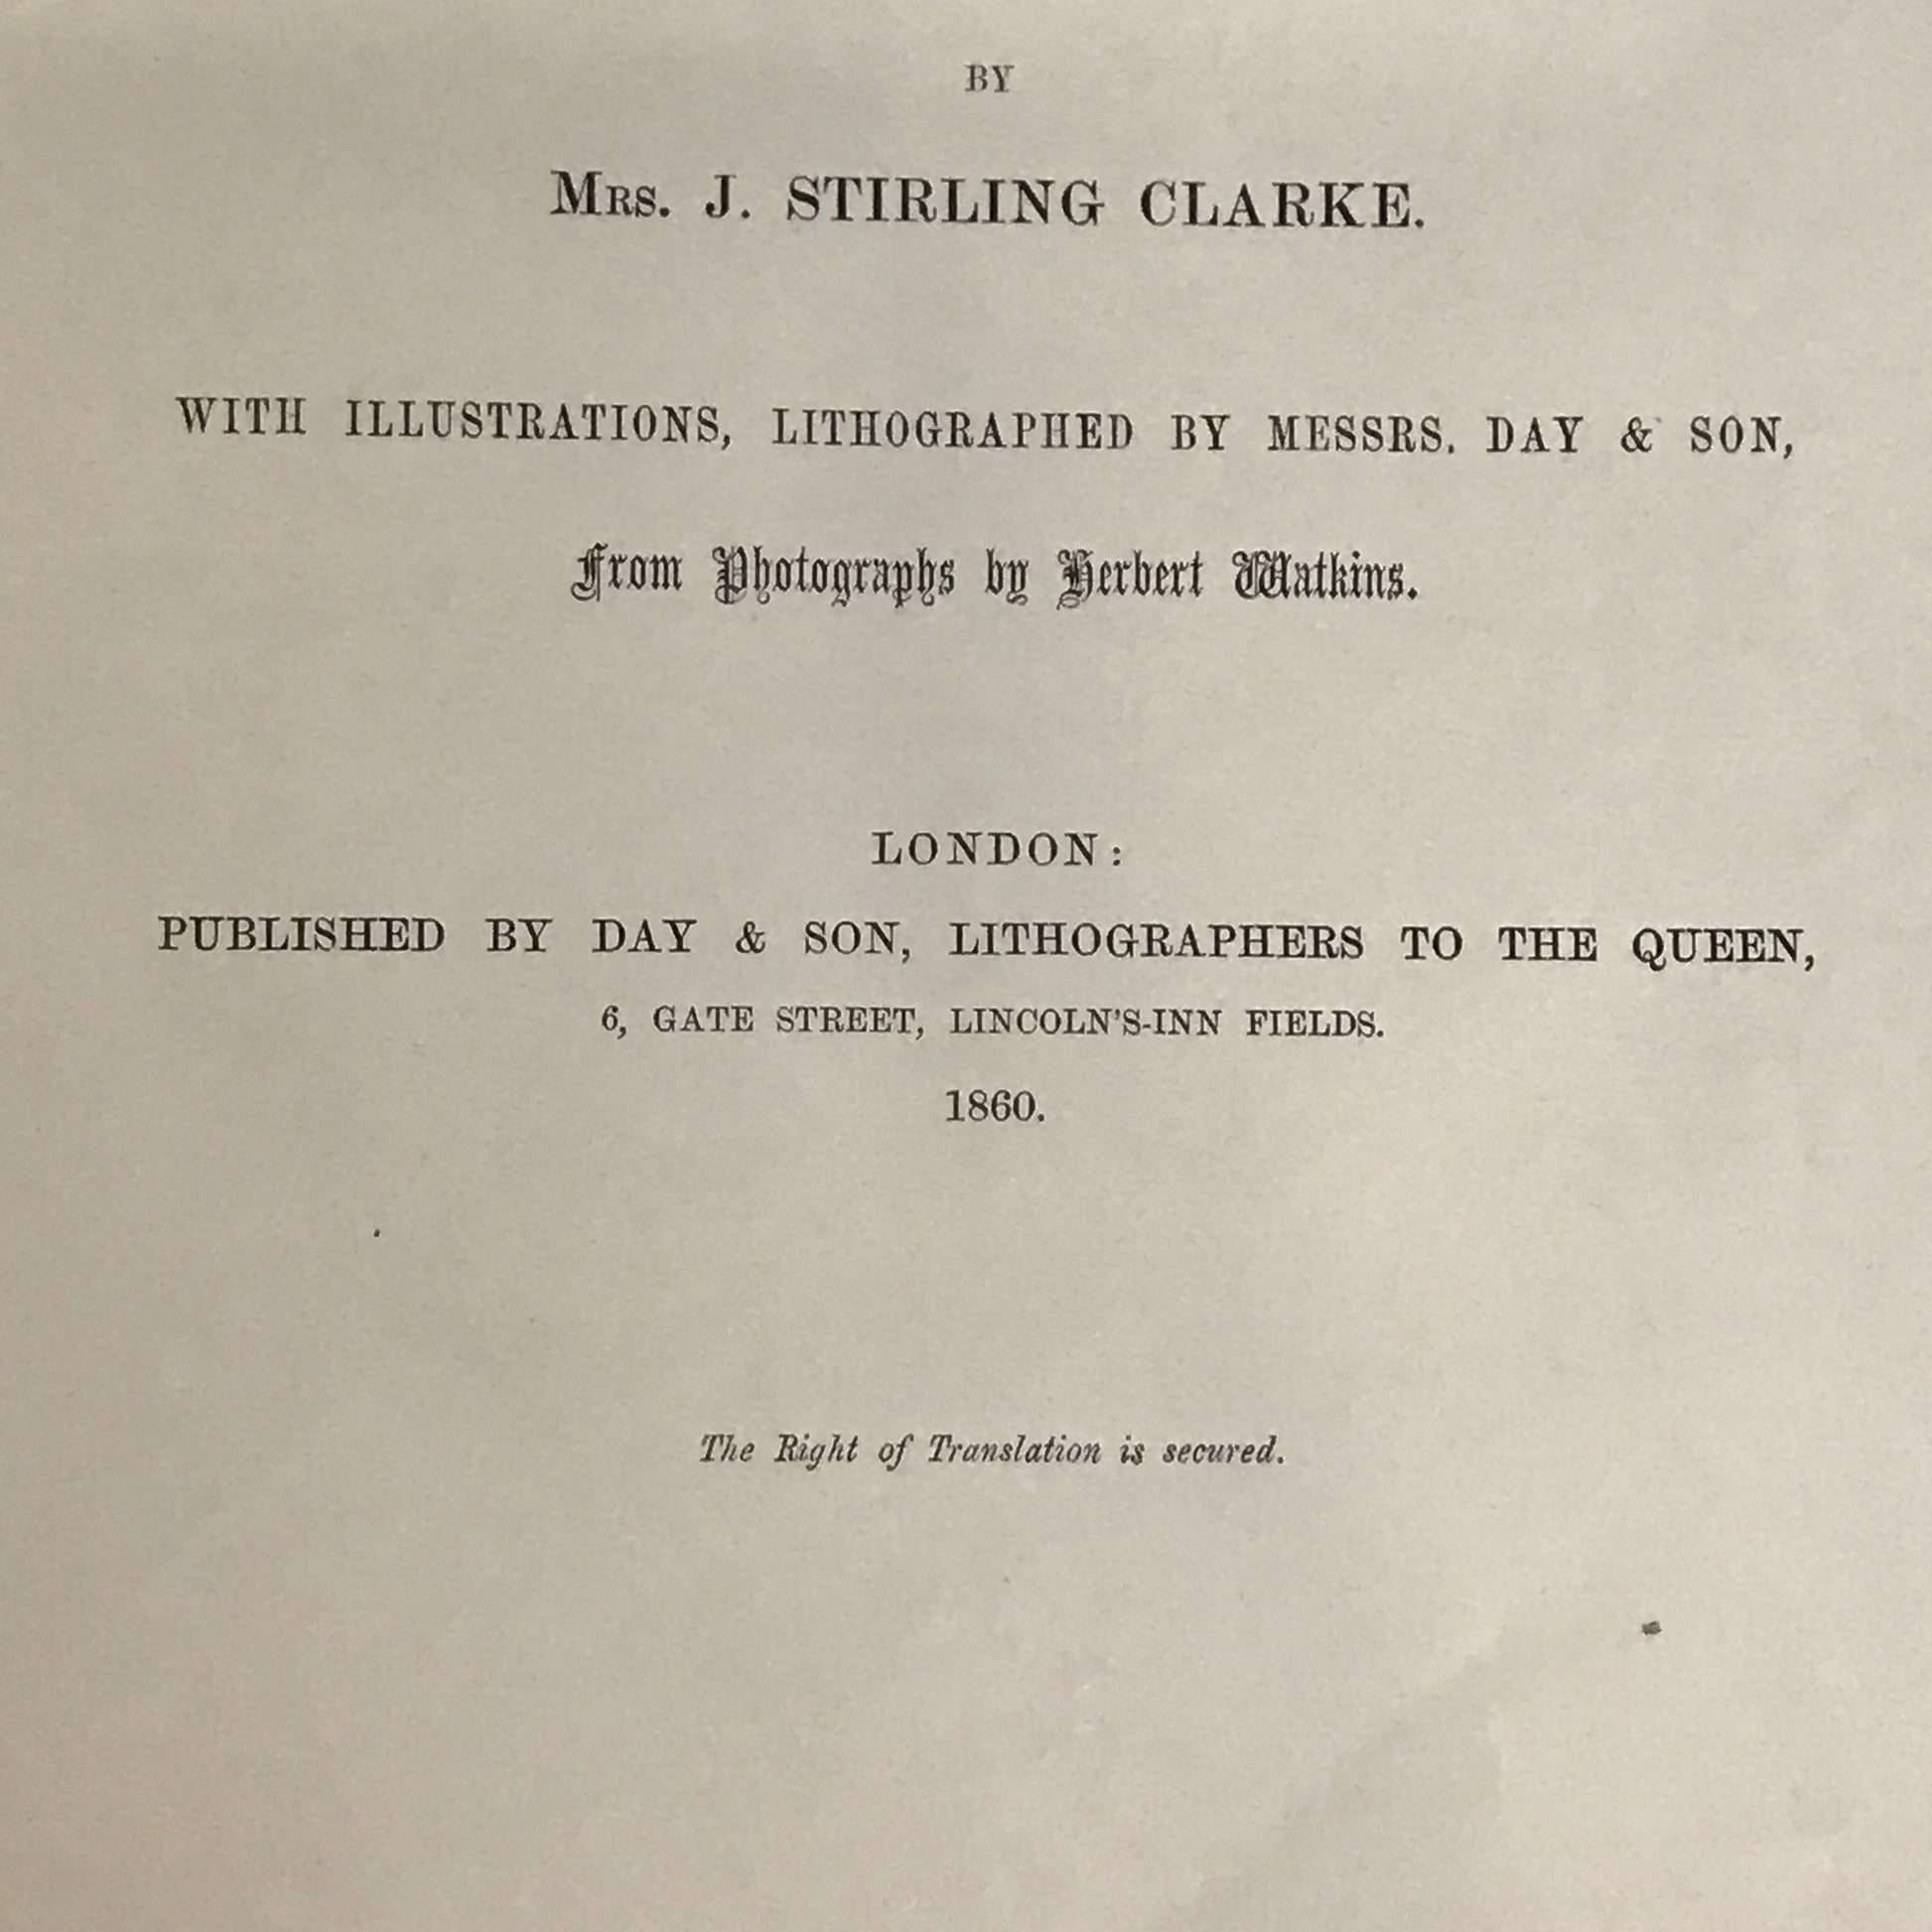 BY
MRS. J. STIRLING CLARKE.
WITH ILLUSTRATIONS, LITHOGRAPHED BY MESSRS. DAY & SON,
From Photographs by Herbert Watkins.
LONDON:
PUBLISHED BY DAY & SON, LITHOGRAPHERS TO THE QUEEN,
6, GATE STREET, LINCOLN'S-INN FIELDS.
1860.
The Right of Translation is secured.